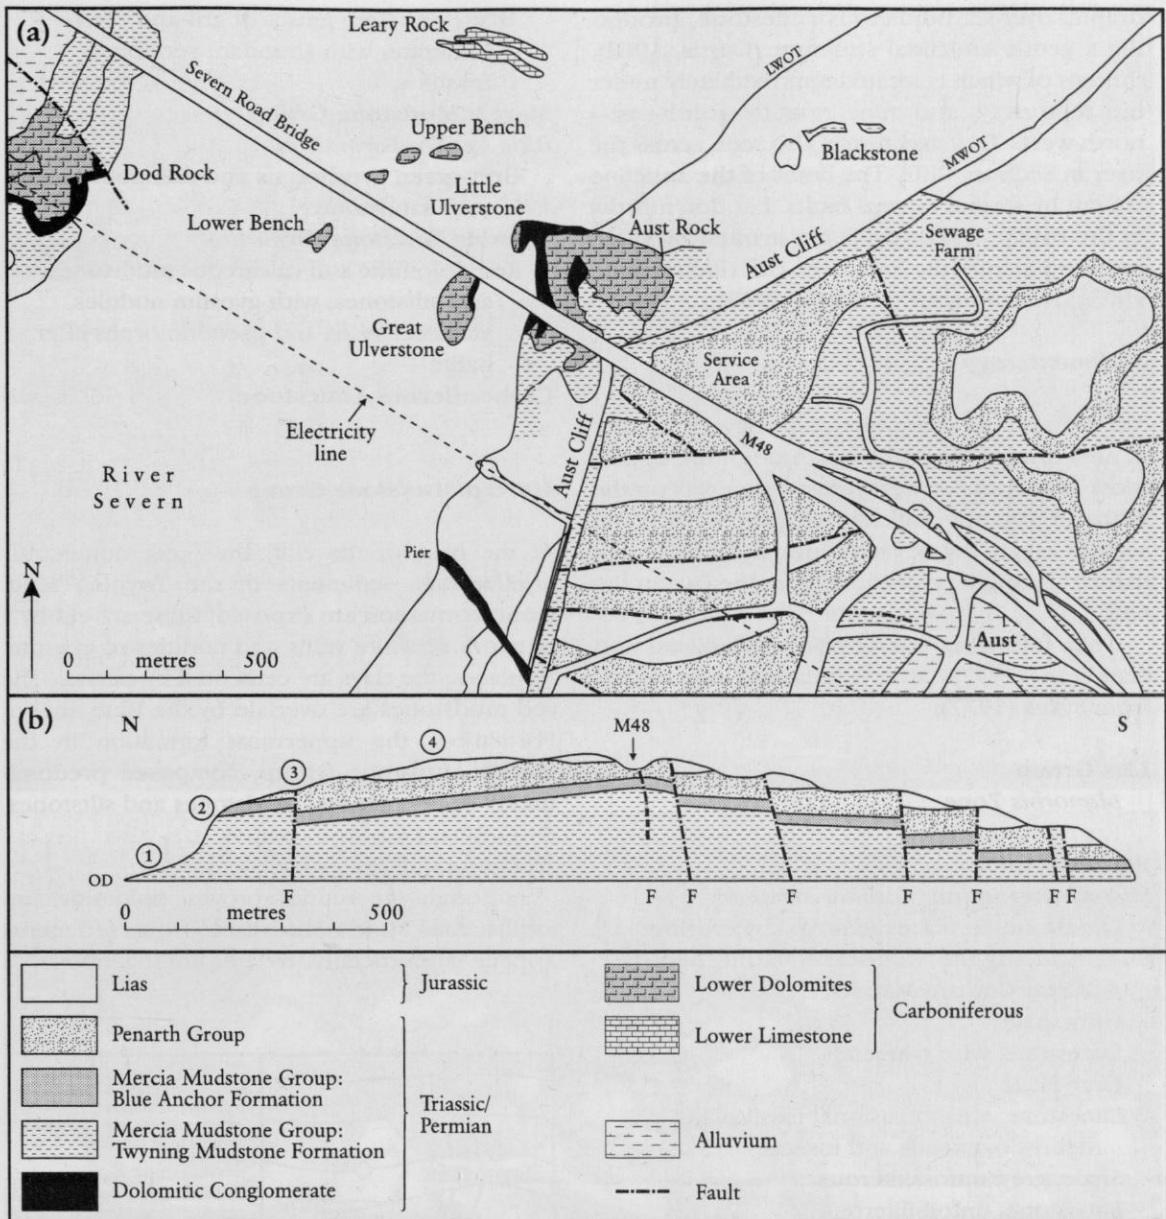 (a)
Leary Rock
Severn Road Bridge
LWOT
MWOT
Upper Bench
Blackstone
Dod Rock
Little
Ulverstone
Lower Bench
Aust Rock
Aust Cliff
Sewage
Farm
Great
Ulverstone
Service
Area
Electricity
line
Aust Cliff
M48
River
Severn
Pier
N
Aust
0 metres 500
(b)
N
M48
S
4
3
2
1
OD
F F F F F F F F
0 metres 500
Lias
Jurassic
Penarth Group
Mercia Mudstone Group:
Blue Anchor Formation
Triassic/
Permian
Mercia Mudstone Group:
Twyning Mudstone Formation
Dolomitic Conglomerate
Lower Dolomites
Carboniferous
Lower Limestone
Alluvium
Fault